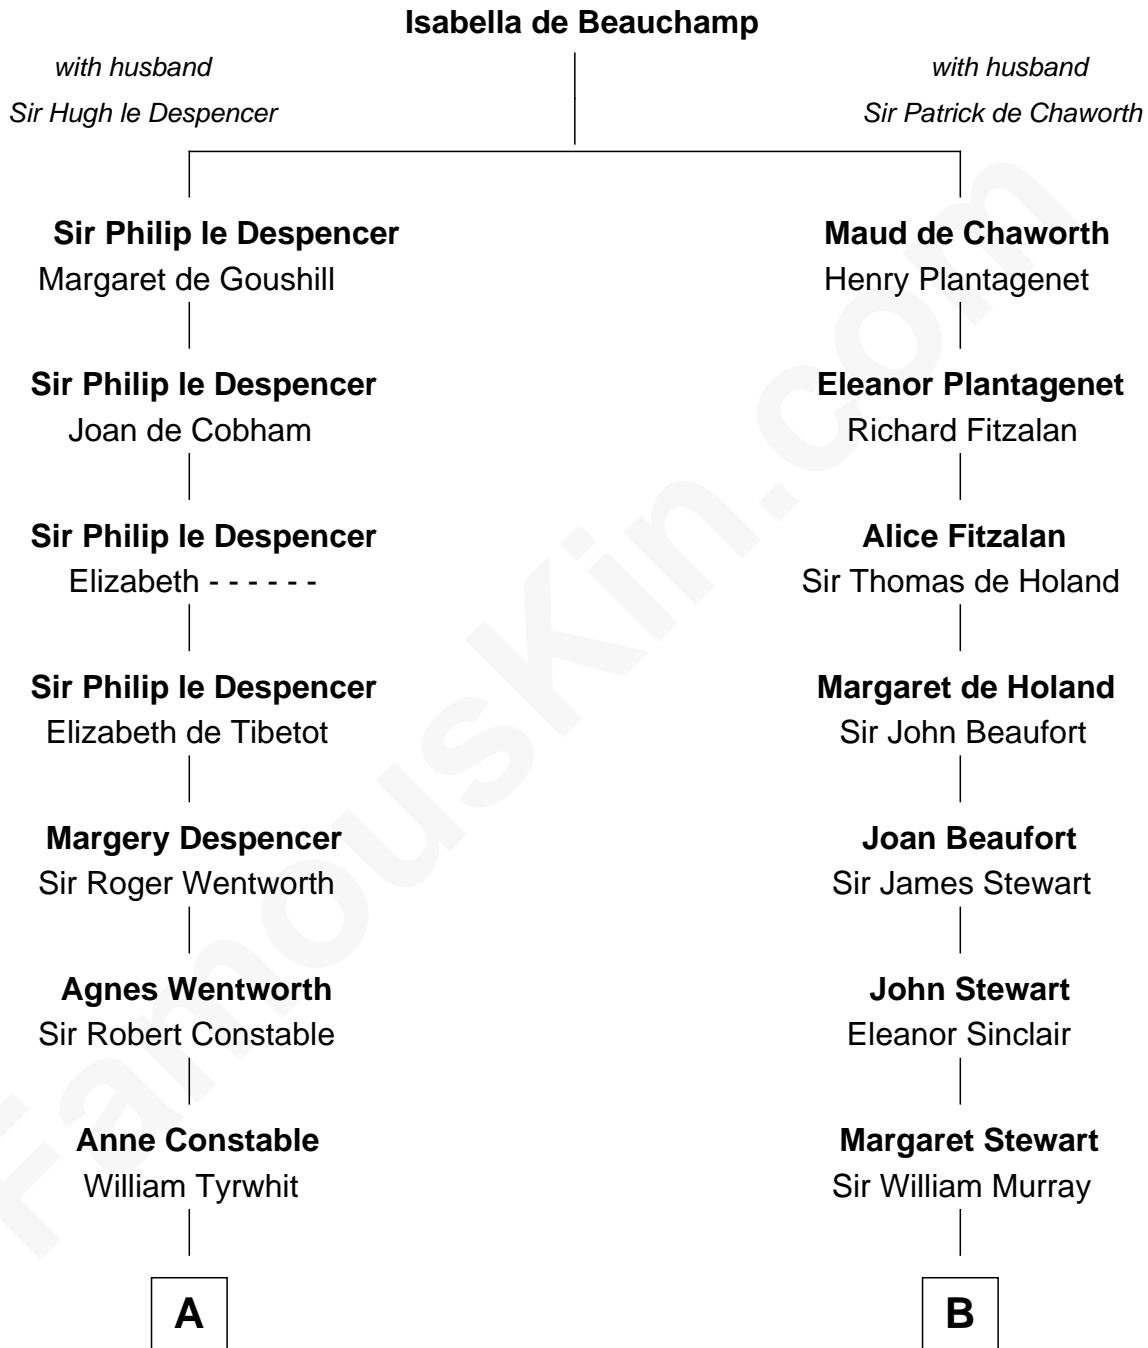 Isabella de Beauchamp
with husband
Sir Hugh le Despencer
with husband
Sir Patrick de Chaworth
Sir Philip le Despencer
Margaret de Goushill
Maud de Chaworth
Henry Plantagenet
Sir Philip le Despencer
Joan de Cobham
Eleanor Plantagenet
Richard Fitzalan
Sir Philip le Despencer
Elizabeth - - - - - -
Alice Fitzalan
Sir Thomas de Holand
Sir Philip le Despencer
Elizabeth de Tibetot
Margaret de Holand
Sir John Beaufort
Margery Despencer
Sir Roger Wentworth
Joan Beaufort
Sir James Stewart
Agnes Wentworth
Sir Robert Constable
John Stewart
Eleanor Sinclair
Anne Constable
William Tyrwhit
Margaret Stewart
Sir William Murray
A
B
FamousKin.com